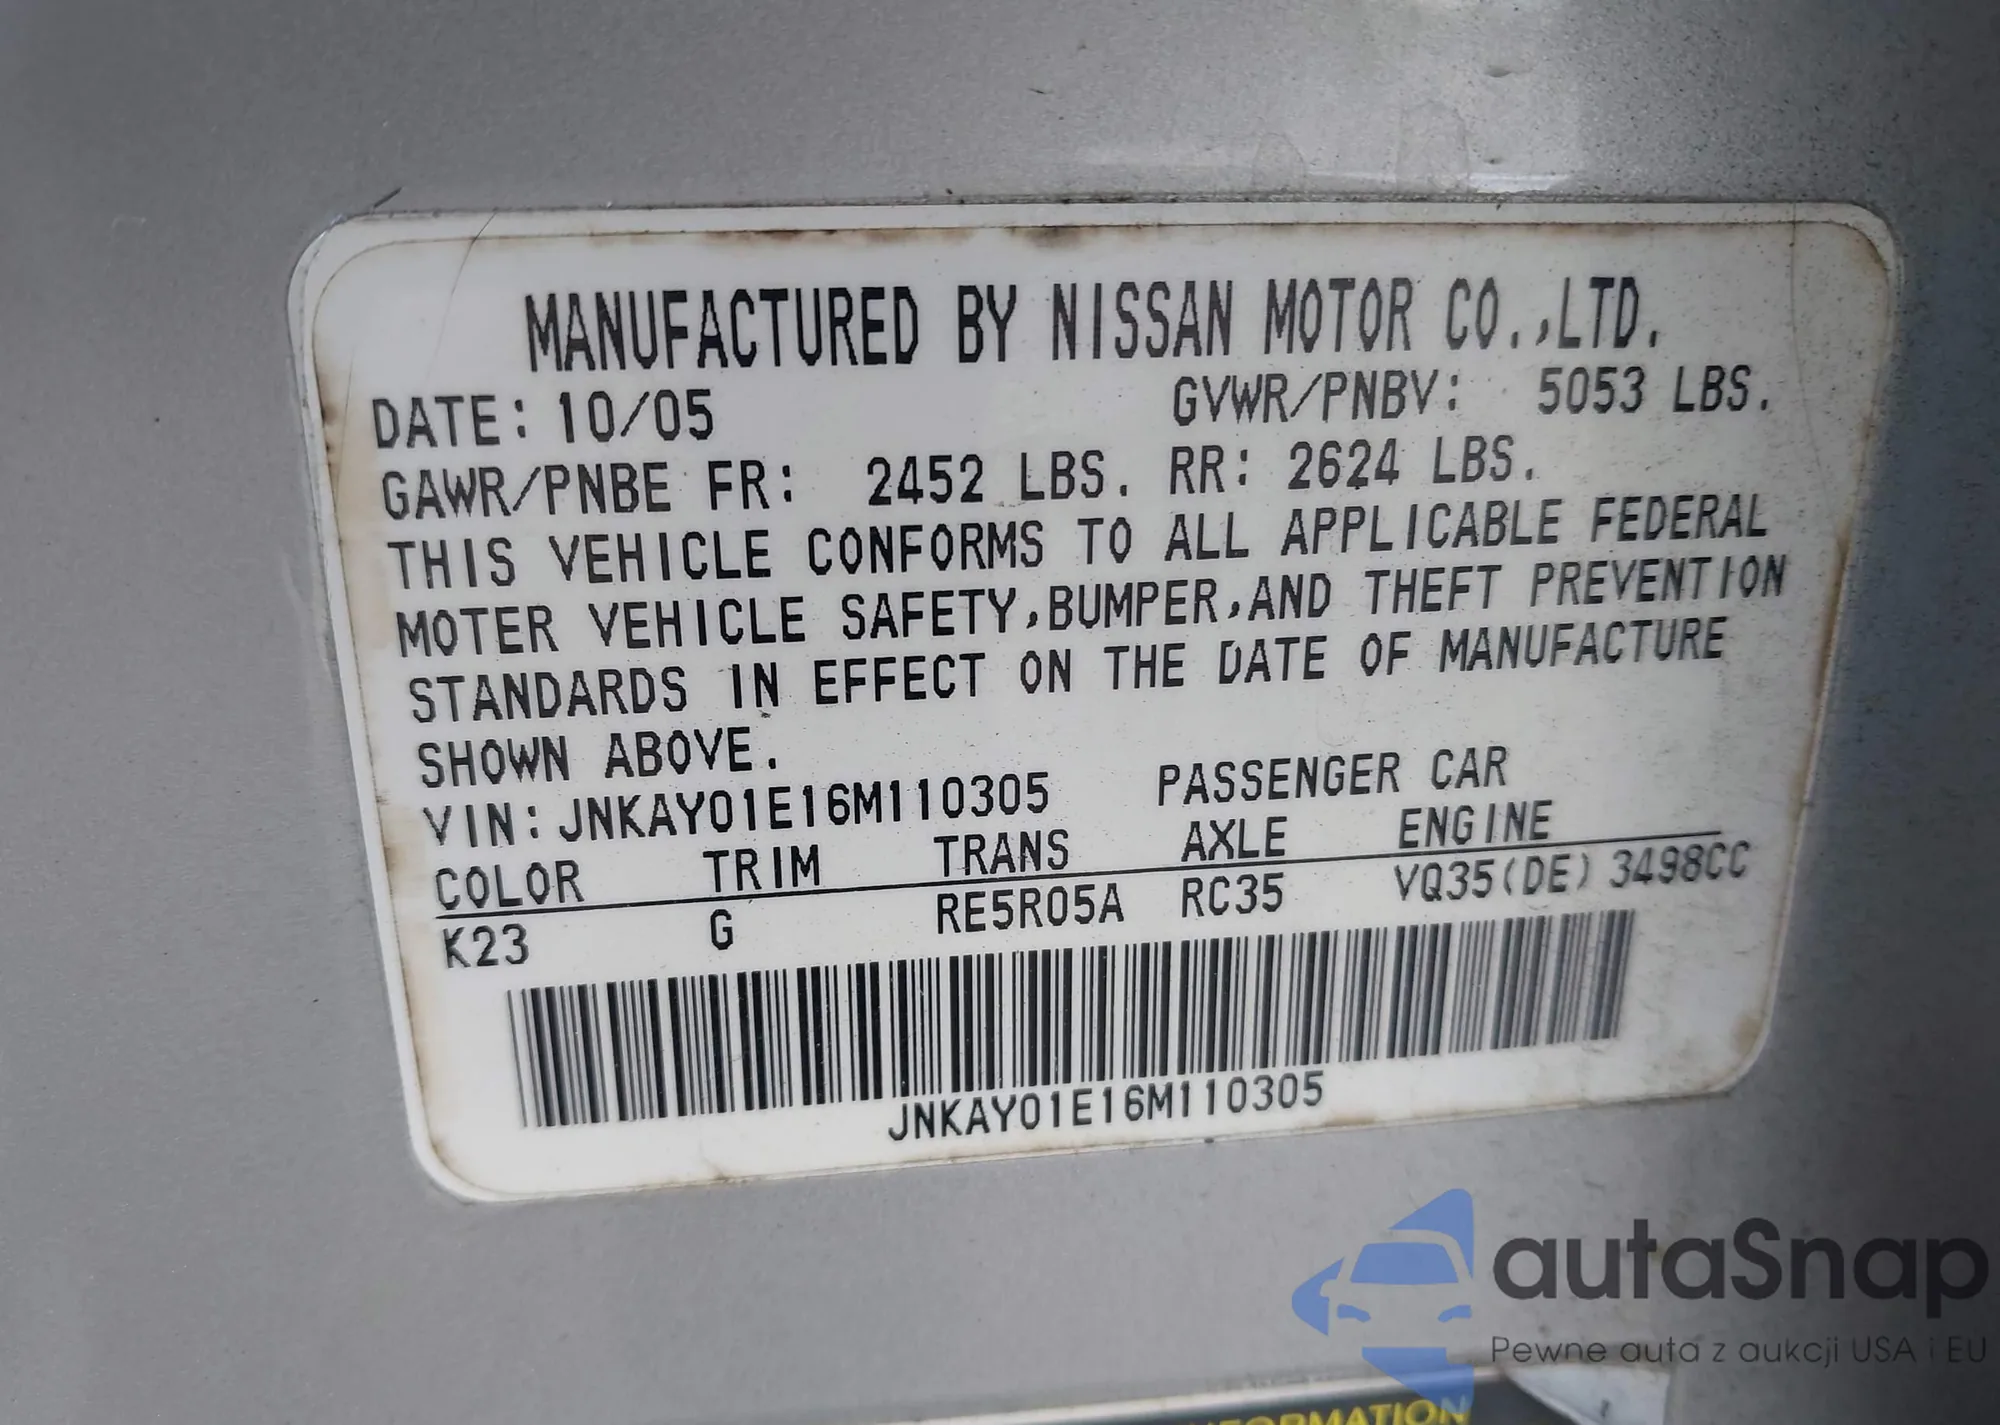 MANUFACTURED BY NISSAN MOTOR CO.,LTD.
DATE: 10/05 GVWR/PNBV: 5053 LBS.
GAWR/PNBE FR: 2452 LBS. RR: 2624 LBS.
THIS VEHICLE CONFORMS TO ALL APPLICABLE FEDERAL
MOTER VEHICLE SAFETY,BUMPER,AND THEFT PREVENTION
STANDARDS IN EFFECT ON THE DATE OF MANUFACTURE
SHOWN ABOVE.
VIN: JNKAY01E16M110305 PASSENGER CAR
COLOR TRIM TRANS AXLE ENGINE
K23 G RE5R05A RC35 VQ35(DE) 3498CC
JNKAY01E16M110305
autaSnap
Pewne auta z aukcji USA i EU